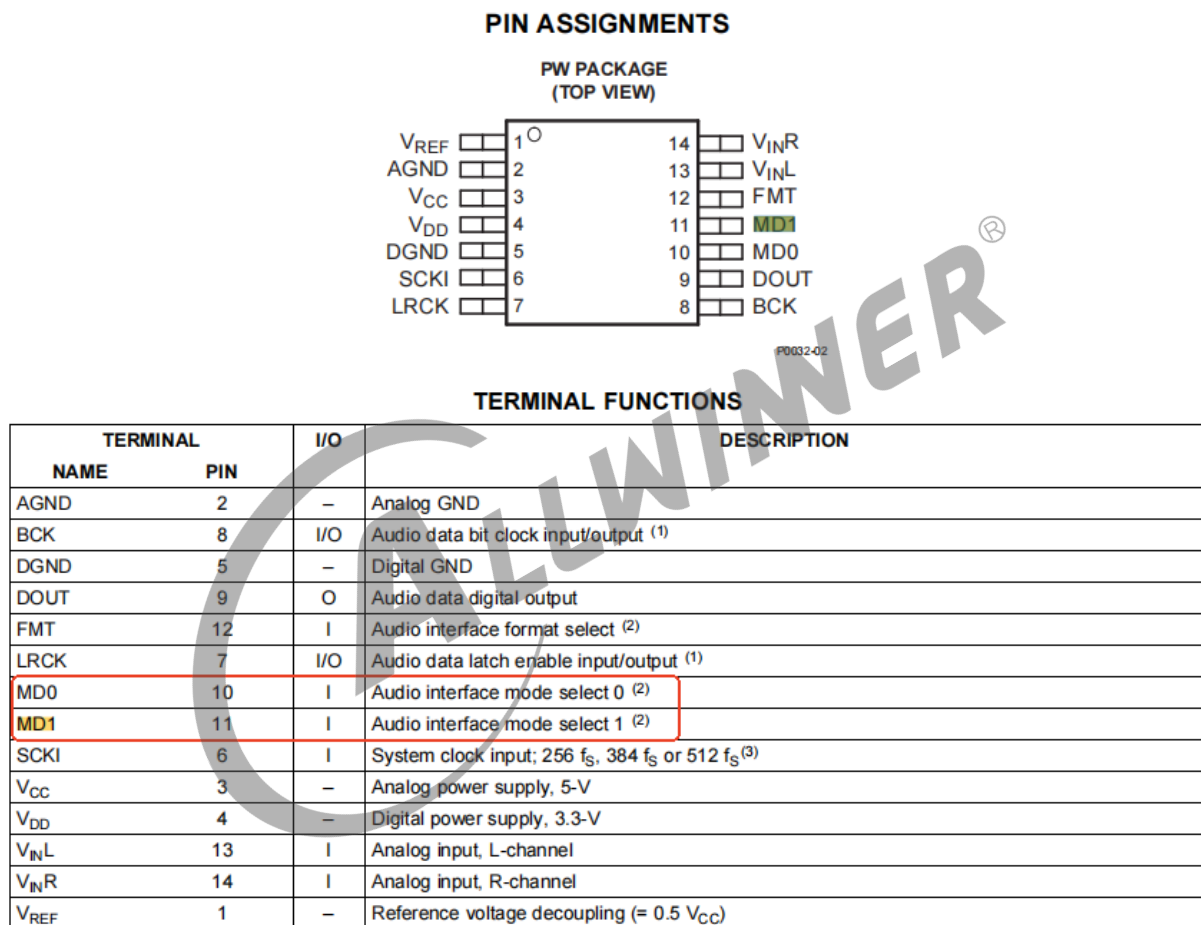 PIN ASSIGNMENTS
PW PACKAGE
(TOP VIEW)
VREF 1 14 VINR
AGND 2 13 VINL
VCC 3 12 FMT
VDD 4 11 MD1
DGND 5 10 MD0
SCKI 6 9 DOUT
LRCK 7 8 BCK
P0032-02
ALLWINNER®
TERMINAL FUNCTIONS
TERMINAL I/O DESCRIPTION
NAME PIN
AGND 2 – Analog GND
BCK 8 I/O Audio data bit clock input/output (1)
DGND 5 – Digital GND
DOUT 9 O Audio data digital output
FMT 12 I Audio interface format select (2)
LRCK 7 I/O Audio data latch enable input/output (1)
MD0 10 I Audio interface mode select 0 (2)
MD1 11 I Audio interface mode select 1 (2)
SCKI 6 I System clock input; 256 fS, 384 fS or 512 fS(3)
VCC 3 – Analog power supply, 5-V
VDD 4 – Digital power supply, 3.3-V
VINL 13 I Analog input, L-channel
VINR 14 I Analog input, R-channel
VREF 1 – Reference voltage decoupling (= 0.5 VCC)